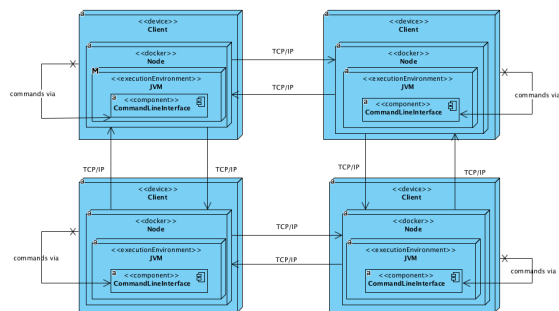 <<device>>
Client
<<docker>>
Node
<<executionEnvironment>>
JVM
<<component>>
CommandLineInterface
commands via
TCP/IP
TCP/IP
<<device>>
Client
<<docker>>
Node
<<executionEnvironment>>
JVM
<<component>>
CommandLineInterface
commands via
TCP/IP
TCP/IP
TCP/IP
TCP/IP
<<device>>
Client
<<docker>>
Node
<<executionEnvironment>>
JVM
<<component>>
CommandLineInterface
commands via
TCP/IP
TCP/IP
<<device>>
Client
<<docker>>
Node
<<executionEnvironment>>
JVM
<<component>>
CommandLineInterface
commands via